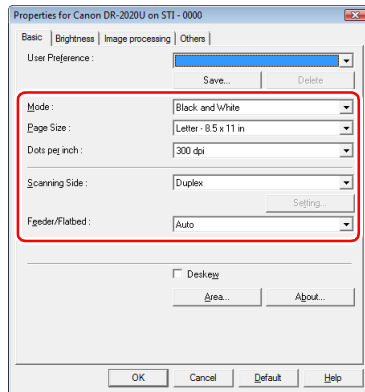 Properties for Canon DR-2020U on STI - 0000
Basic Brightness Image processing Others
User Preference :
Save... Delete
Mode : Black and White
Page Size : Letter - 8.5 x 11 in
Dots per inch : 300 dpi
Scanning Side : Duplex
Setting...
Feeder/Flatbed : Auto
Deskew
Area... About...
OK Cancel Default Help